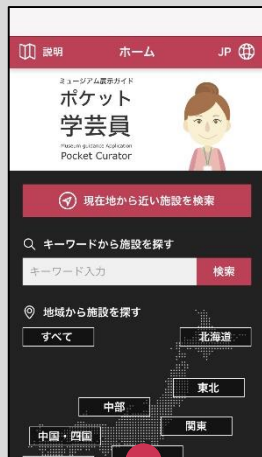 説明
ホーム
JP
ミュージアム展示ガイド
ポケット
学芸員
Museum guidance Application
Pocket Curator
現在地から近い施設を検索
キーワードから施設を探す
キーワード入力
検索
地域から施設を探す
すべて
北海道
東北
中部
関東
中国・四国